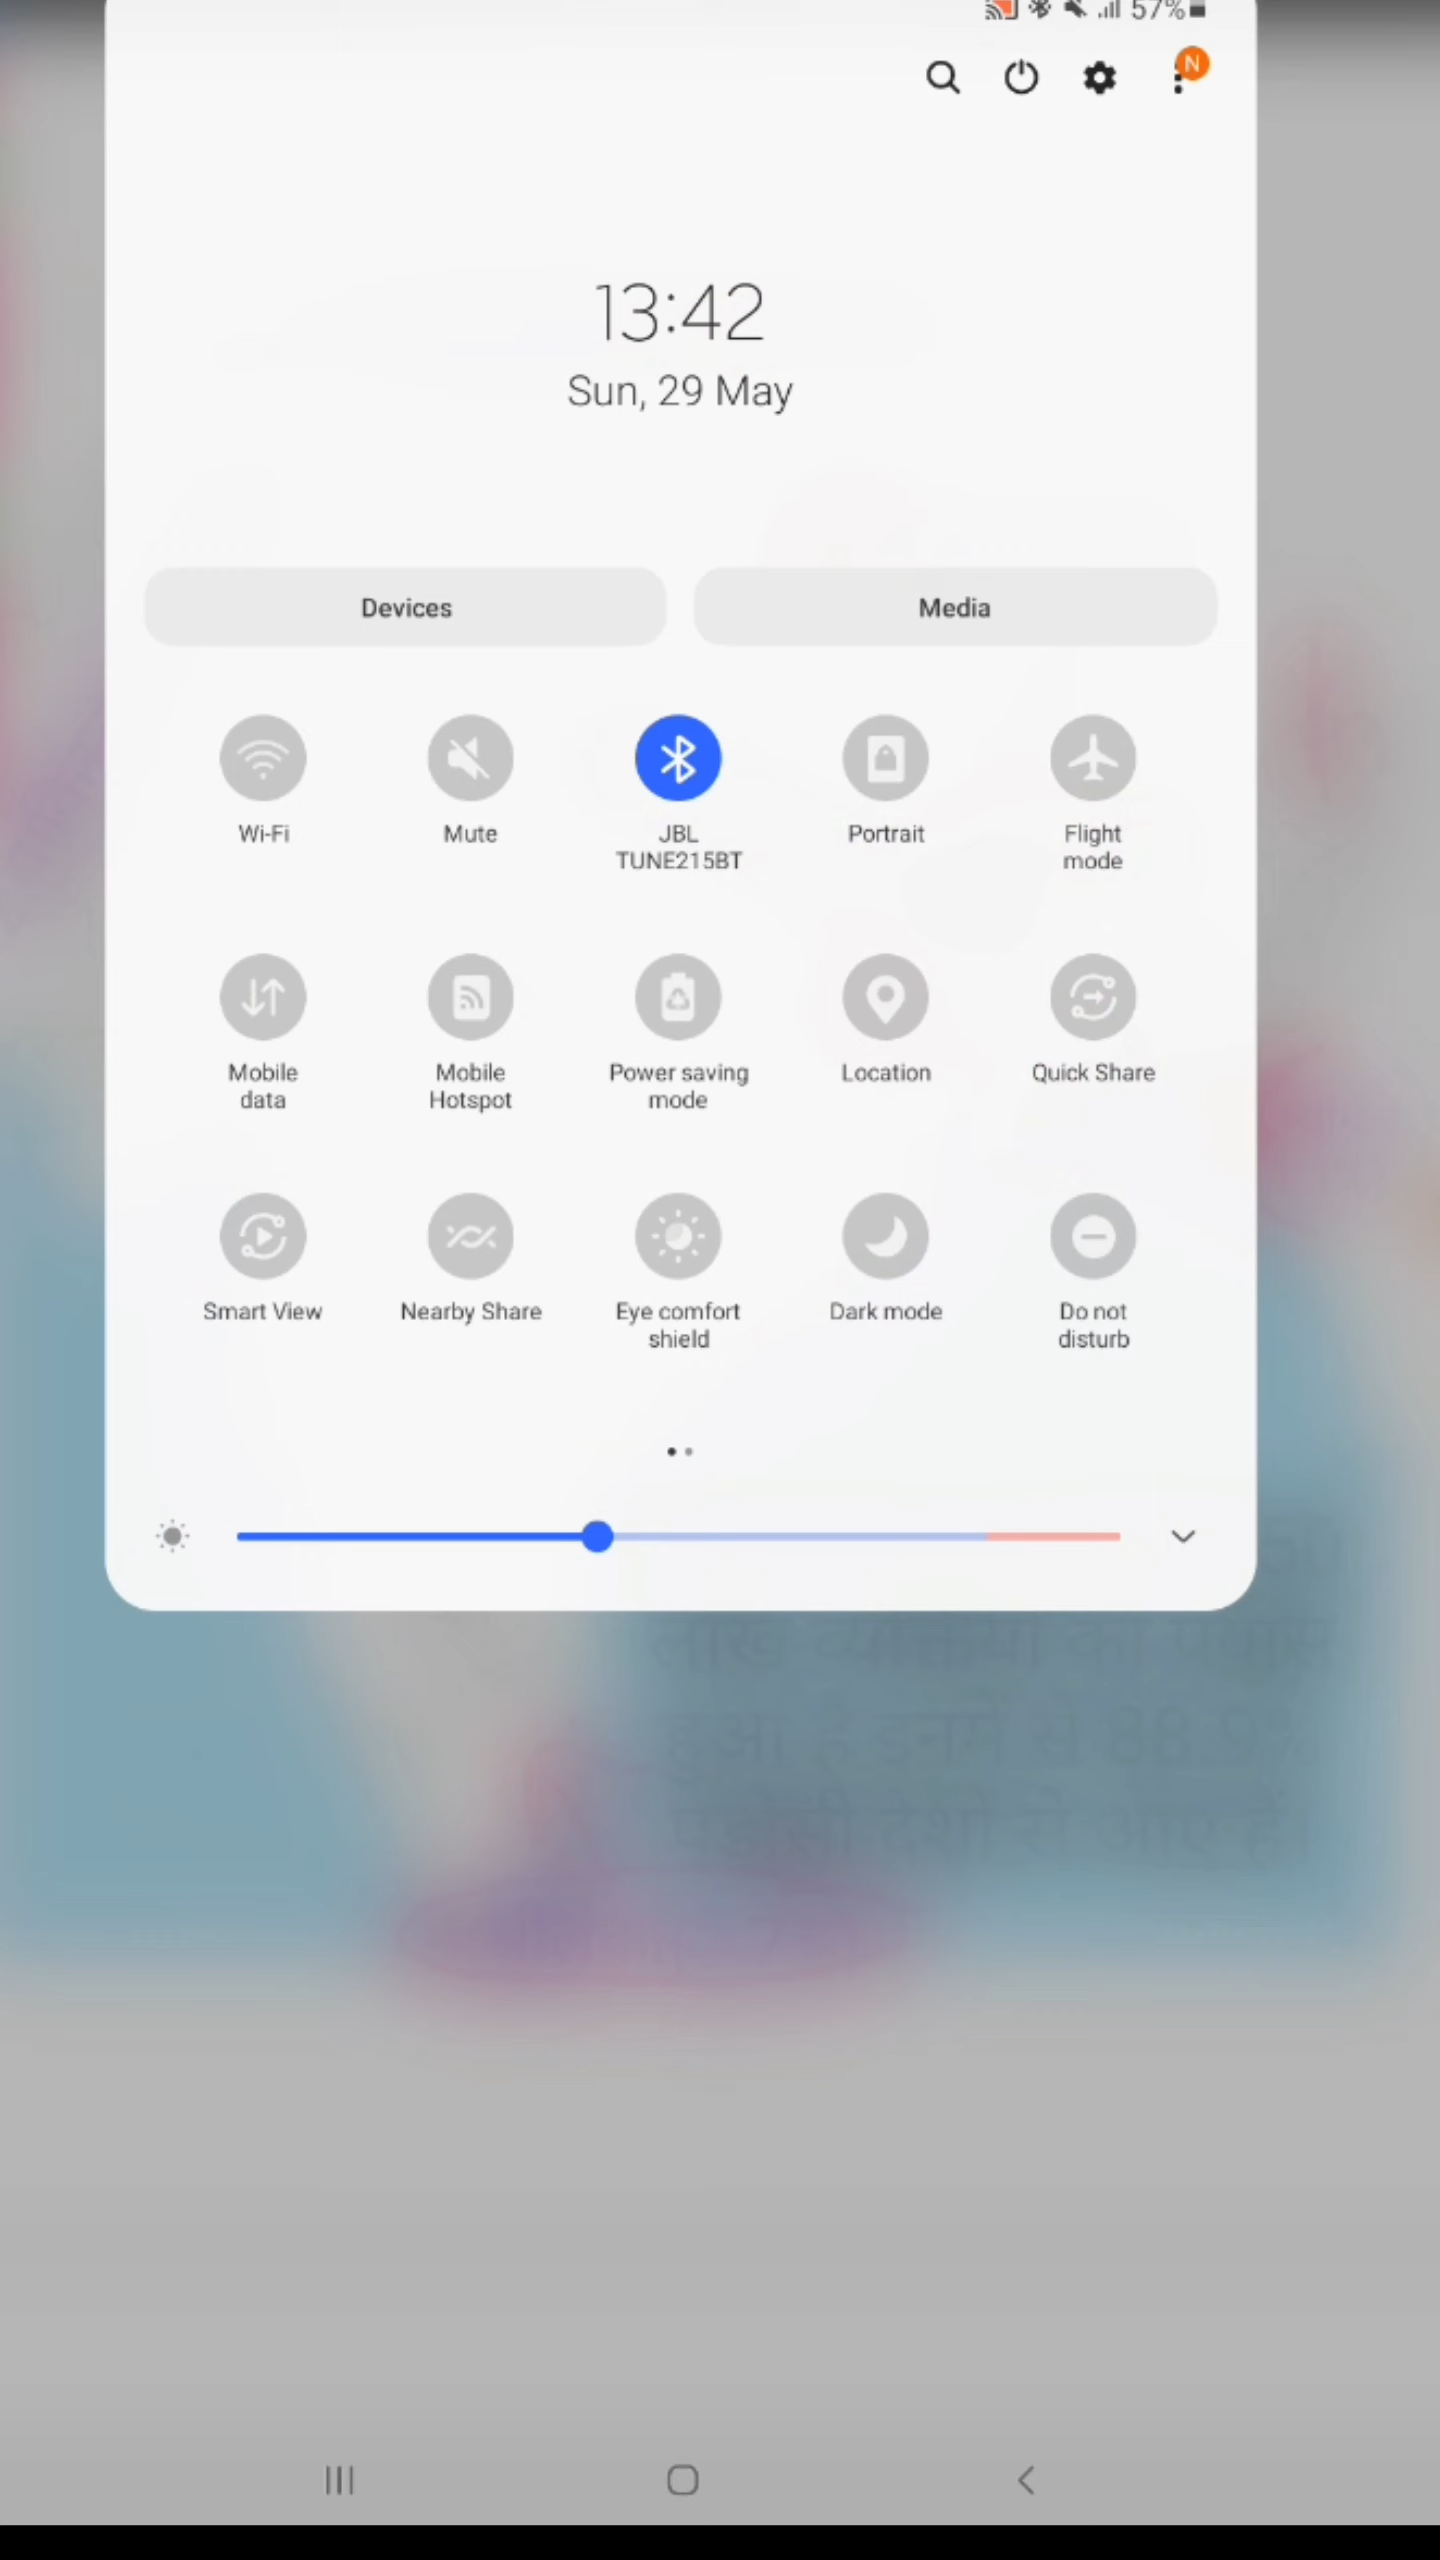 57%
N
13:42
Sun, 29 May
Devices
Media
Wi-Fi
Mute
JBL
TUNE215BT
Portrait
Flight
mode
Mobile
data
Mobile
Hotspot
Power saving
mode
Location
Quick Share
Smart View
Nearby Share
Eye comfort
shield
Dark mode
Do not
disturb
हुआ है इनमें से
देशों से आए हैं।